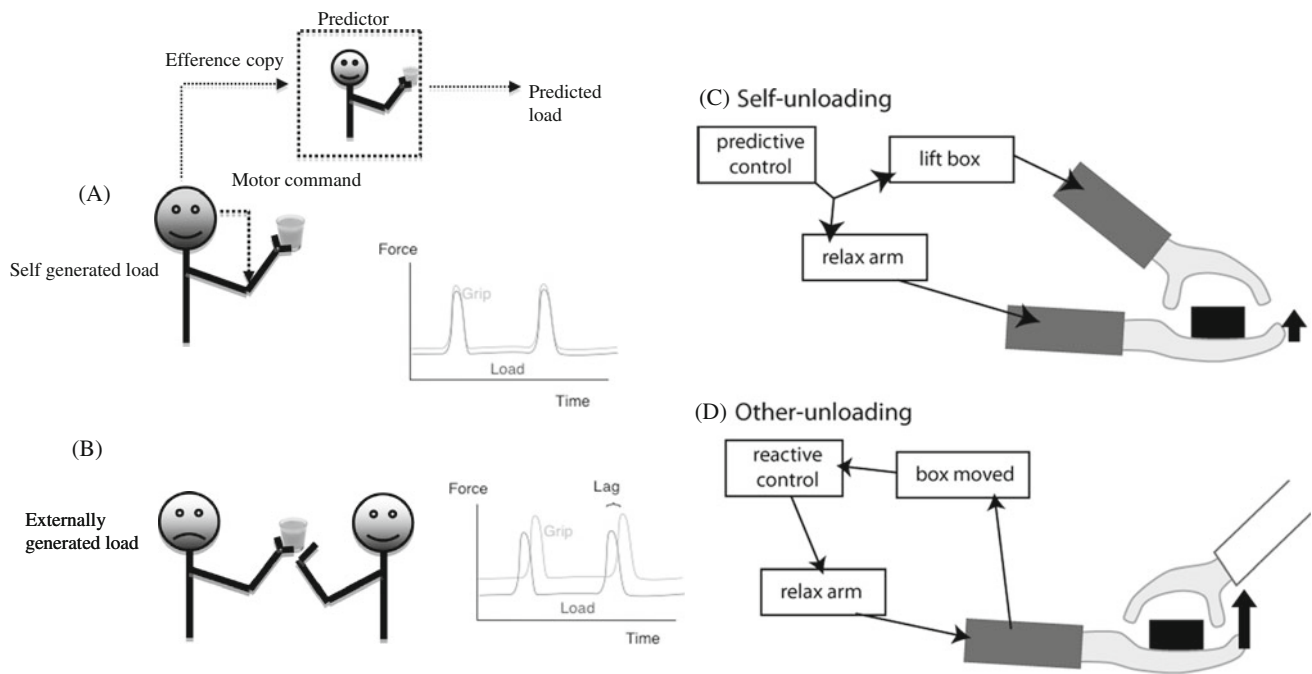 Predictor
Efference copy
Predicted
load
(A)
Motor command
Self generated load
Force
Grip
Load
Time
(B)
Externally
generated load
Force
Lag
Grip
Load
Time
(C) Self-unloading
predictive
control
lift box
relax arm
(D) Other-unloading
reactive
control
box moved
relax arm